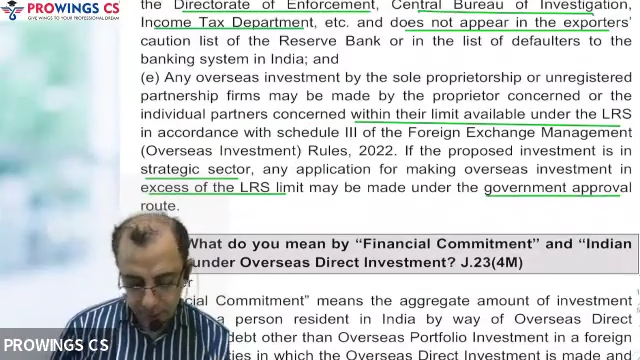 PROWINGS CS
GIVE WINGS TO YOUR PROFESSIONAL DREAM
the Directorate of Enforcement, Central Bureau of Investigation,
Income Tax Department, etc. and does not appear in the exporters'
caution list of the Reserve Bank or in the list of defaulters to the
banking system in India; and
(e) Any overseas investment by the sole proprietorship or unregistered
partnership firms may be made by the proprietor concerned or the
individual partners concerned within their limit available under the LRS
in accordance with schedule III of the Foreign Exchange Management
(Overseas Investment) Rules, 2022. If the proposed investment is in
strategic sector, any application for making overseas investment in
excess of the LRS limit may be made under the government approval
route.
What do you mean by "Financial Commitment" and "Indian
under Overseas Direct Investment? J.23(4M)
Commitment" means the aggregate amount of investment
a person resident in India by way of Overseas Direct
debt other than Overseas Portfolio Investment in a foreign
in which the Overseas Direct Investment is made and
PROWINGS CS